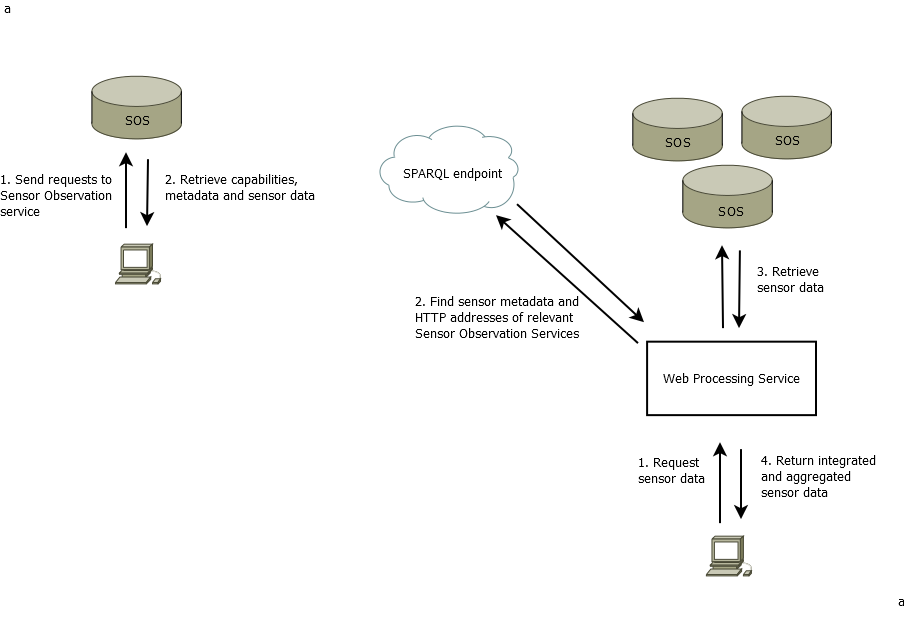 a
SOS
1. Send requests to
Sensor Observation
service
2. Retrieve capabilities,
metadata and sensor data
SPARQL endpoint
SOS
SOS
SOS
2. Find sensor metadata and
HTTP addresses of relevant
Sensor Observation Services
3. Retrieve
sensor data
Web Processing Service
1. Request
sensor data
4. Return integrated
and aggregated
sensor data
a